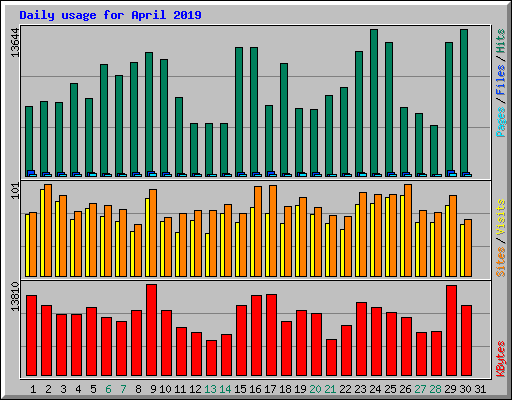 Daily usage for April 2019
13644
Pages / Files / Hits
101
Sites / Visits
13810
KBytes
1 2 3 4 5 6 7 8 9 10 11 12 13 14 15 16 17 18 19 20 21 22 23 24 25 26 27 28 29 30 31